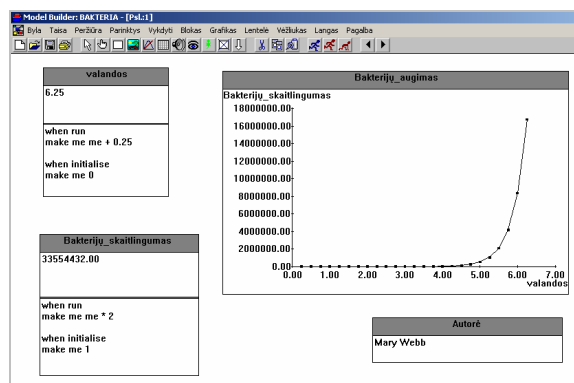 Model Builder: BAKTERIA - [Psl.:1]
Byla Taisa Peržiūra Parinktys Vykdyti Blokas Grafikas Lentelė Vėžliukas Langas Pagalba
valandos
6.25
when run
make me me + 0.25
when initialise
make me 0
Bakterijų_skaitlingumas
33554432.00
when run
make me me * 2
when initialise
make me 1
Bakterijų_augimas
Bakterijų_skaitlingumas
18000000.00
16000000.00
14000000.00
12000000.00
10000000.00
8000000.00
6000000.00
4000000.00
2000000.00
0.00
0.00 1.00 2.00 3.00 4.00 5.00 6.00 7.00
valandos
Autorė
Mary Webb